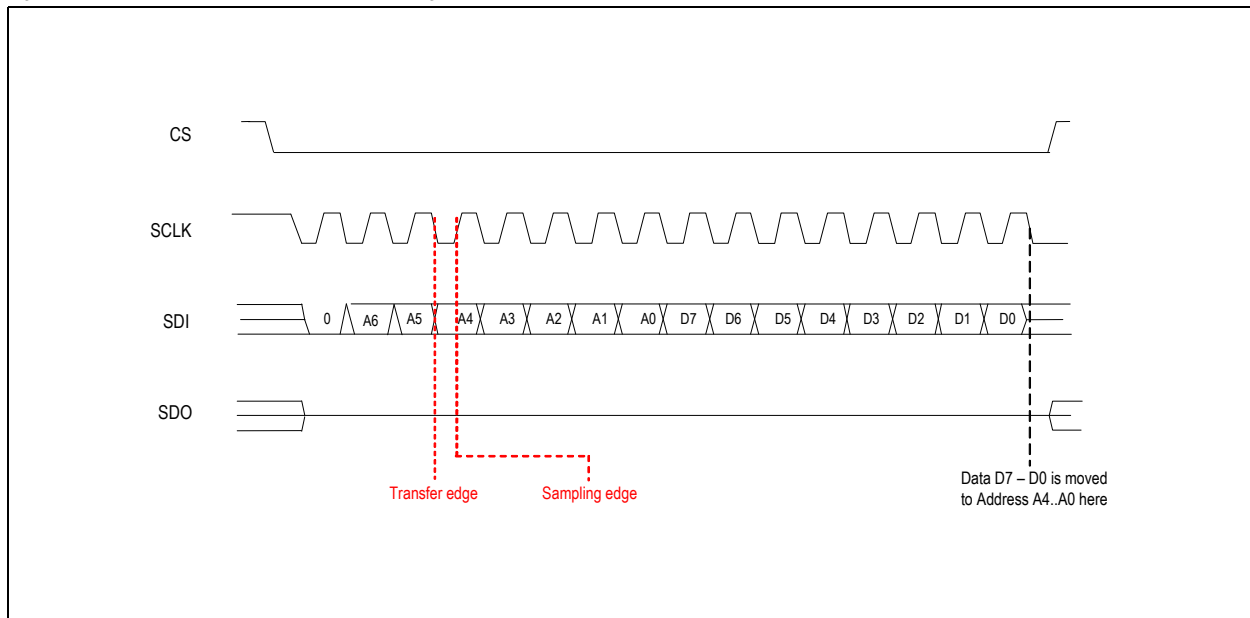 CS
SCLK
SDI
0 A6 A5 A4 A3 A2 A1 A0 D7 D6 D5 D4 D3 D2 D1 D0
SDO
Transfer edge
Sampling edge
Data D7 – D0 is moved
to Address A4..A0 here